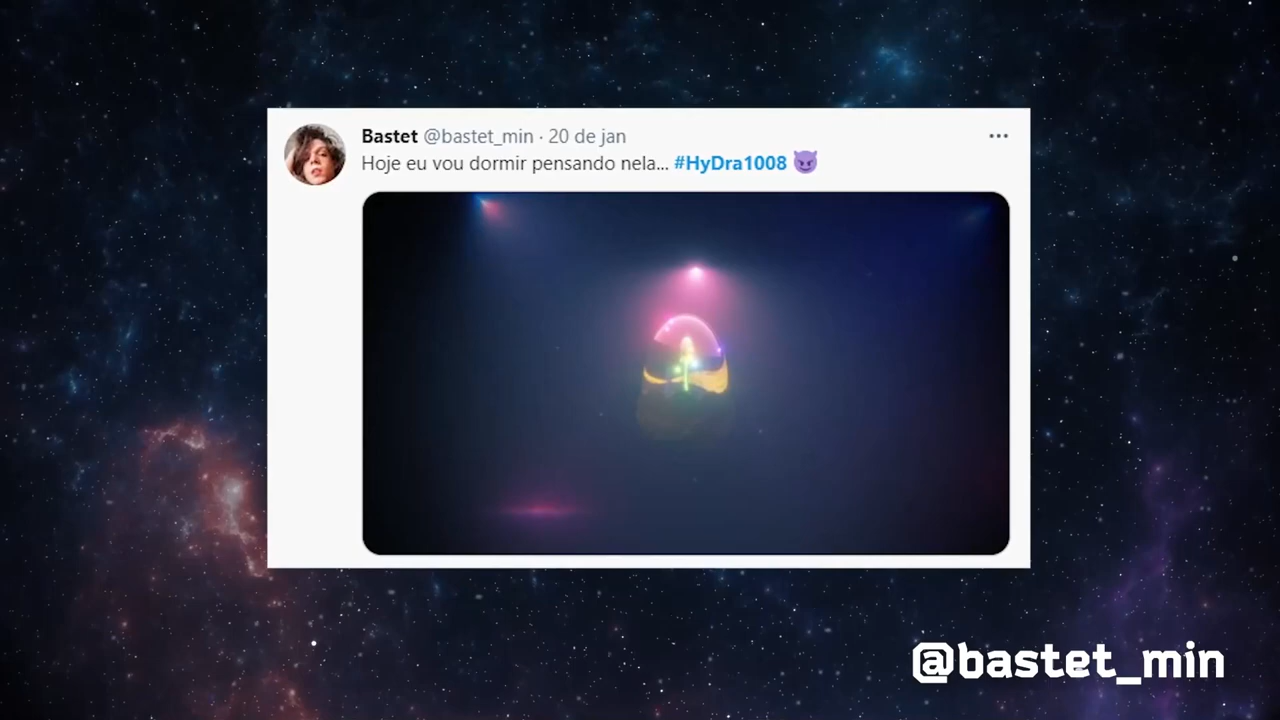 Bastet @bastet_min · 20 de jan
Hoje eu vou dormir pensando nela... #HyDra1008 😈
@bastet_min